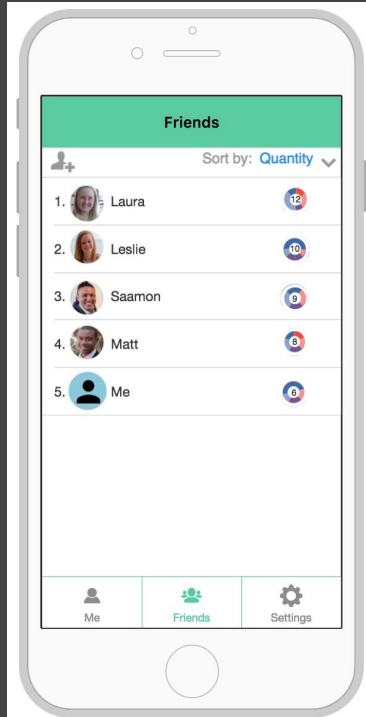 Friends
Sort by: Quantity
1. Laura 12
2. Leslie 10
3. Saamon 9
4. Matt 8
5. Me 6
Me Friends Settings